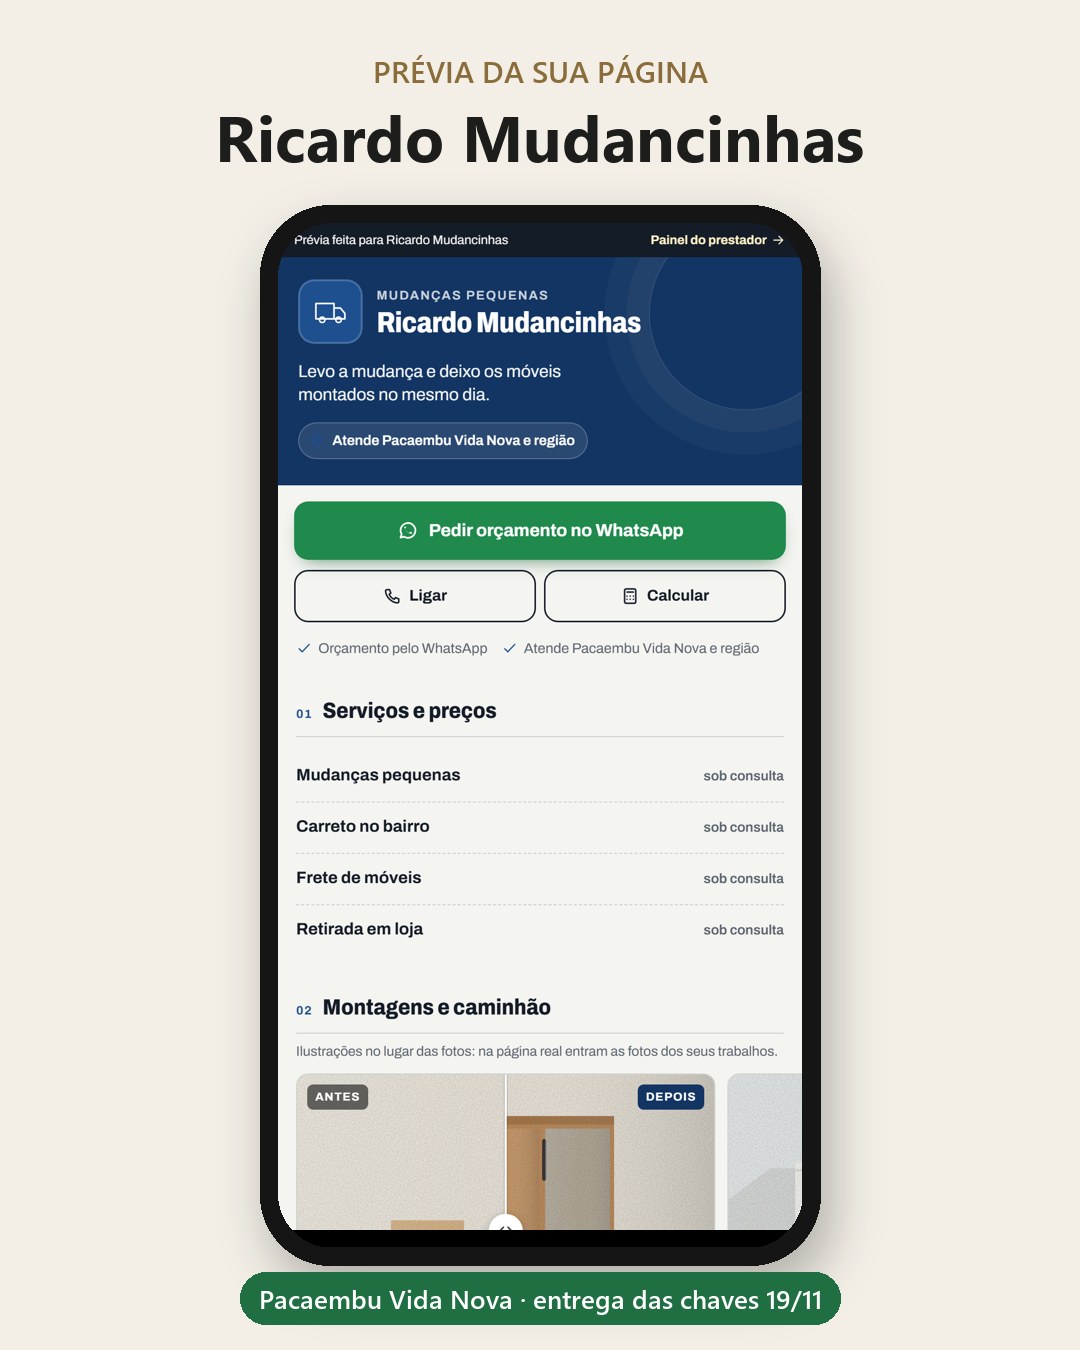 PRÉVIA DA SUA PÁGINA
Ricardo Mudancinhas
Prévia feita para Ricardo Mudancinhas
Painel do prestador →
MUDANÇAS PEQUENAS
Ricardo Mudancinhas
Levo a mudança e deixo os móveis
montados no mesmo dia.
Atende Pacaembu Vida Nova e região
Pedir orçamento no WhatsApp
Ligar
Calcular
Orçamento pelo WhatsApp
Atende Pacaembu Vida Nova e região
01 Serviços e preços
Mudanças pequenas sob consulta
Carreto no bairro sob consulta
Frete de móveis sob consulta
Retirada em loja sob consulta
02 Montagens e caminhão
Ilustrações no lugar das fotos: na página real entram as fotos dos seus trabalhos.
ANTES
DEPOIS
Pacaembu Vida Nova · entrega das chaves 19/11